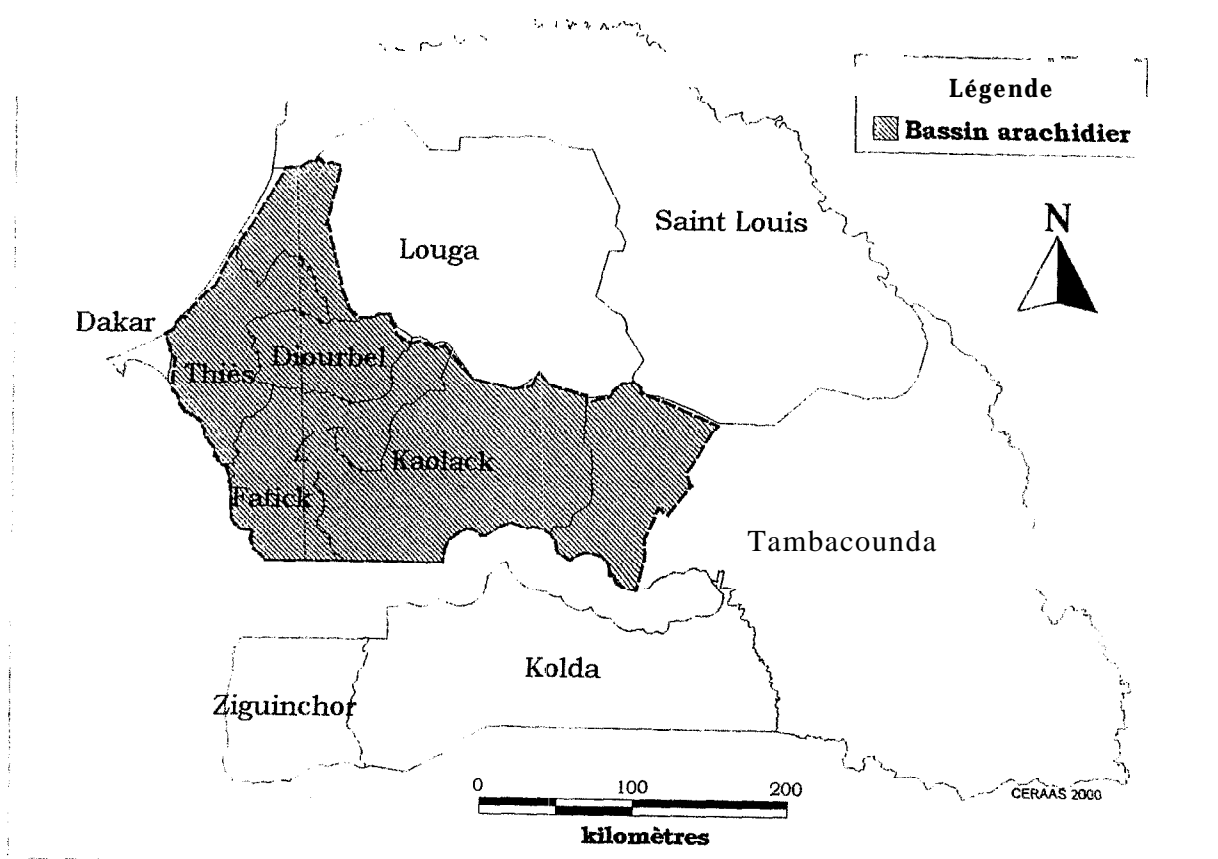 Légende
Bassin arachidier
N
Saint Louis
Louga
Dakar
Thiès
Diourbel
Kaolack
Fatick
Tambacounda
Kolda
Ziguinchor
0 100 200
kilomètres
CERAAS 2000